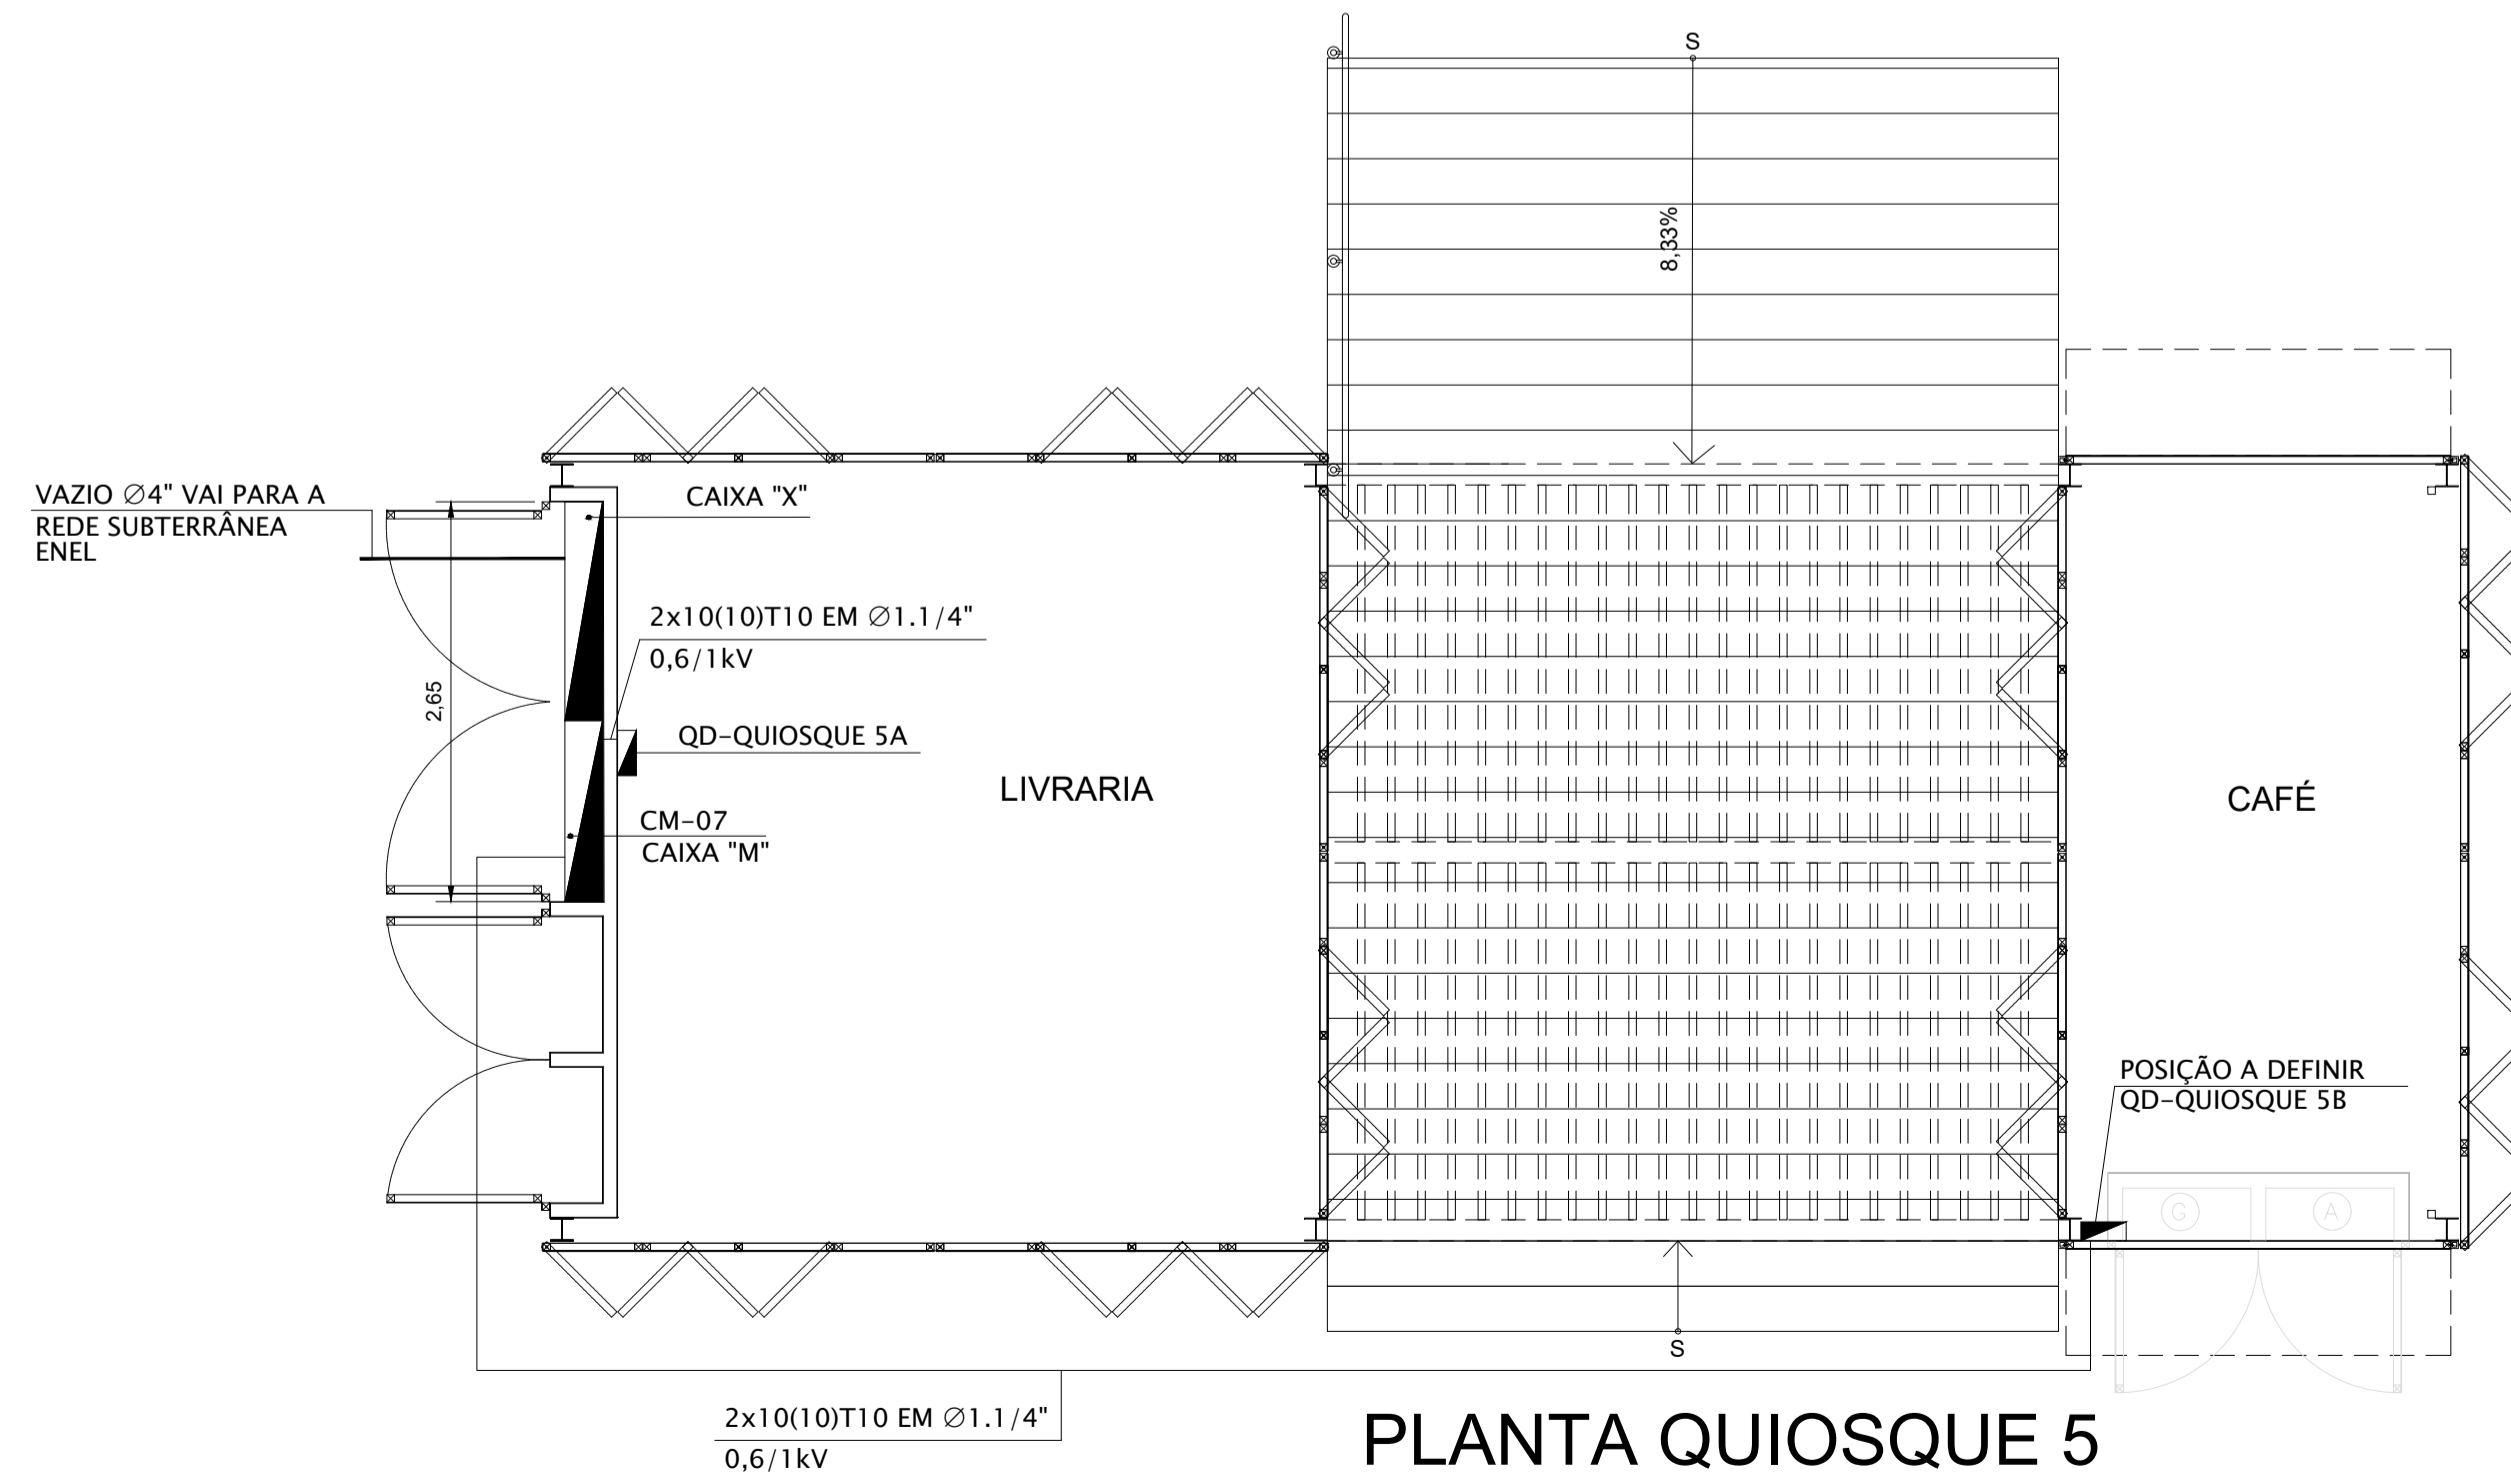 S
8,33%
VAZIO ∅4" VAI PARA A
REDE SUBTERRÂNEA
ENEL
CAIXA "X"
2x10(10)T10 EM ∅1.1/4"
0,6/1kV
2,65
QD-QUIOSQUE 5A
LIVRARIA
CAFÉ
CM-07
CAIXA "M"
POSIÇÃO A DEFINIR
QD-QUIOSQUE 5B
G
A
S
2x10(10)T10 EM ∅1.1/4"
0,6/1kV
PLANTA QUIOSQUE 5